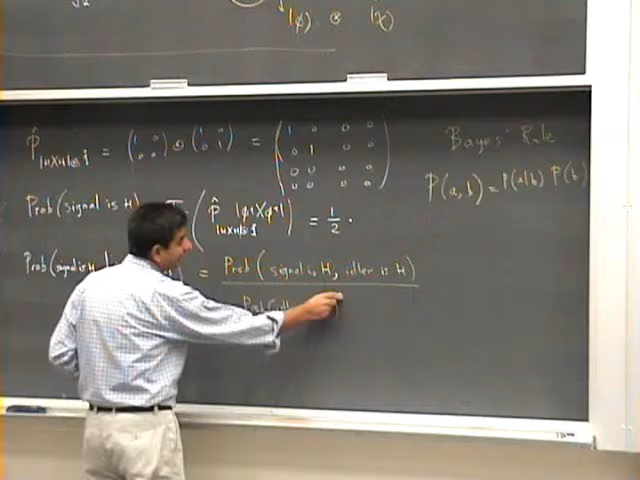 |φ⟩ ⊗ |χ⟩
P̂|H⟩⟨H|⊗𝟙 = (1 0 0 0) ⊗ (1 0 0 1) = (1 0 0 0 0 1 0 0 0 0 0 0 0 0 0 0)
Bayes' Rule
P(a,b) = P(a|b) P(b)
Prob(signal is H) (P̂|H⟩⟨H|⊗𝟙 |φ⁺⟩⟨φ⁺|) = 1/2 .
Prob(signal is H = Prob(signal is H, idler is H)
Prob(